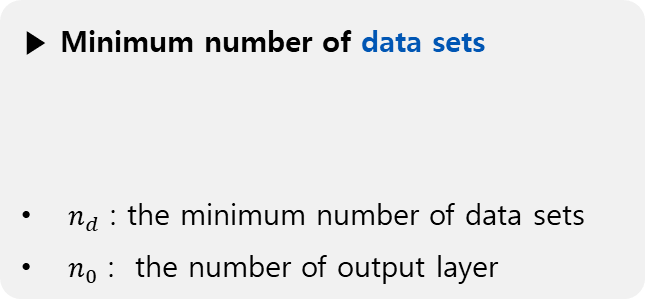 ▶ Minimum number of data sets
• n_d : the minimum number of data sets
• n_0 : the number of output layer